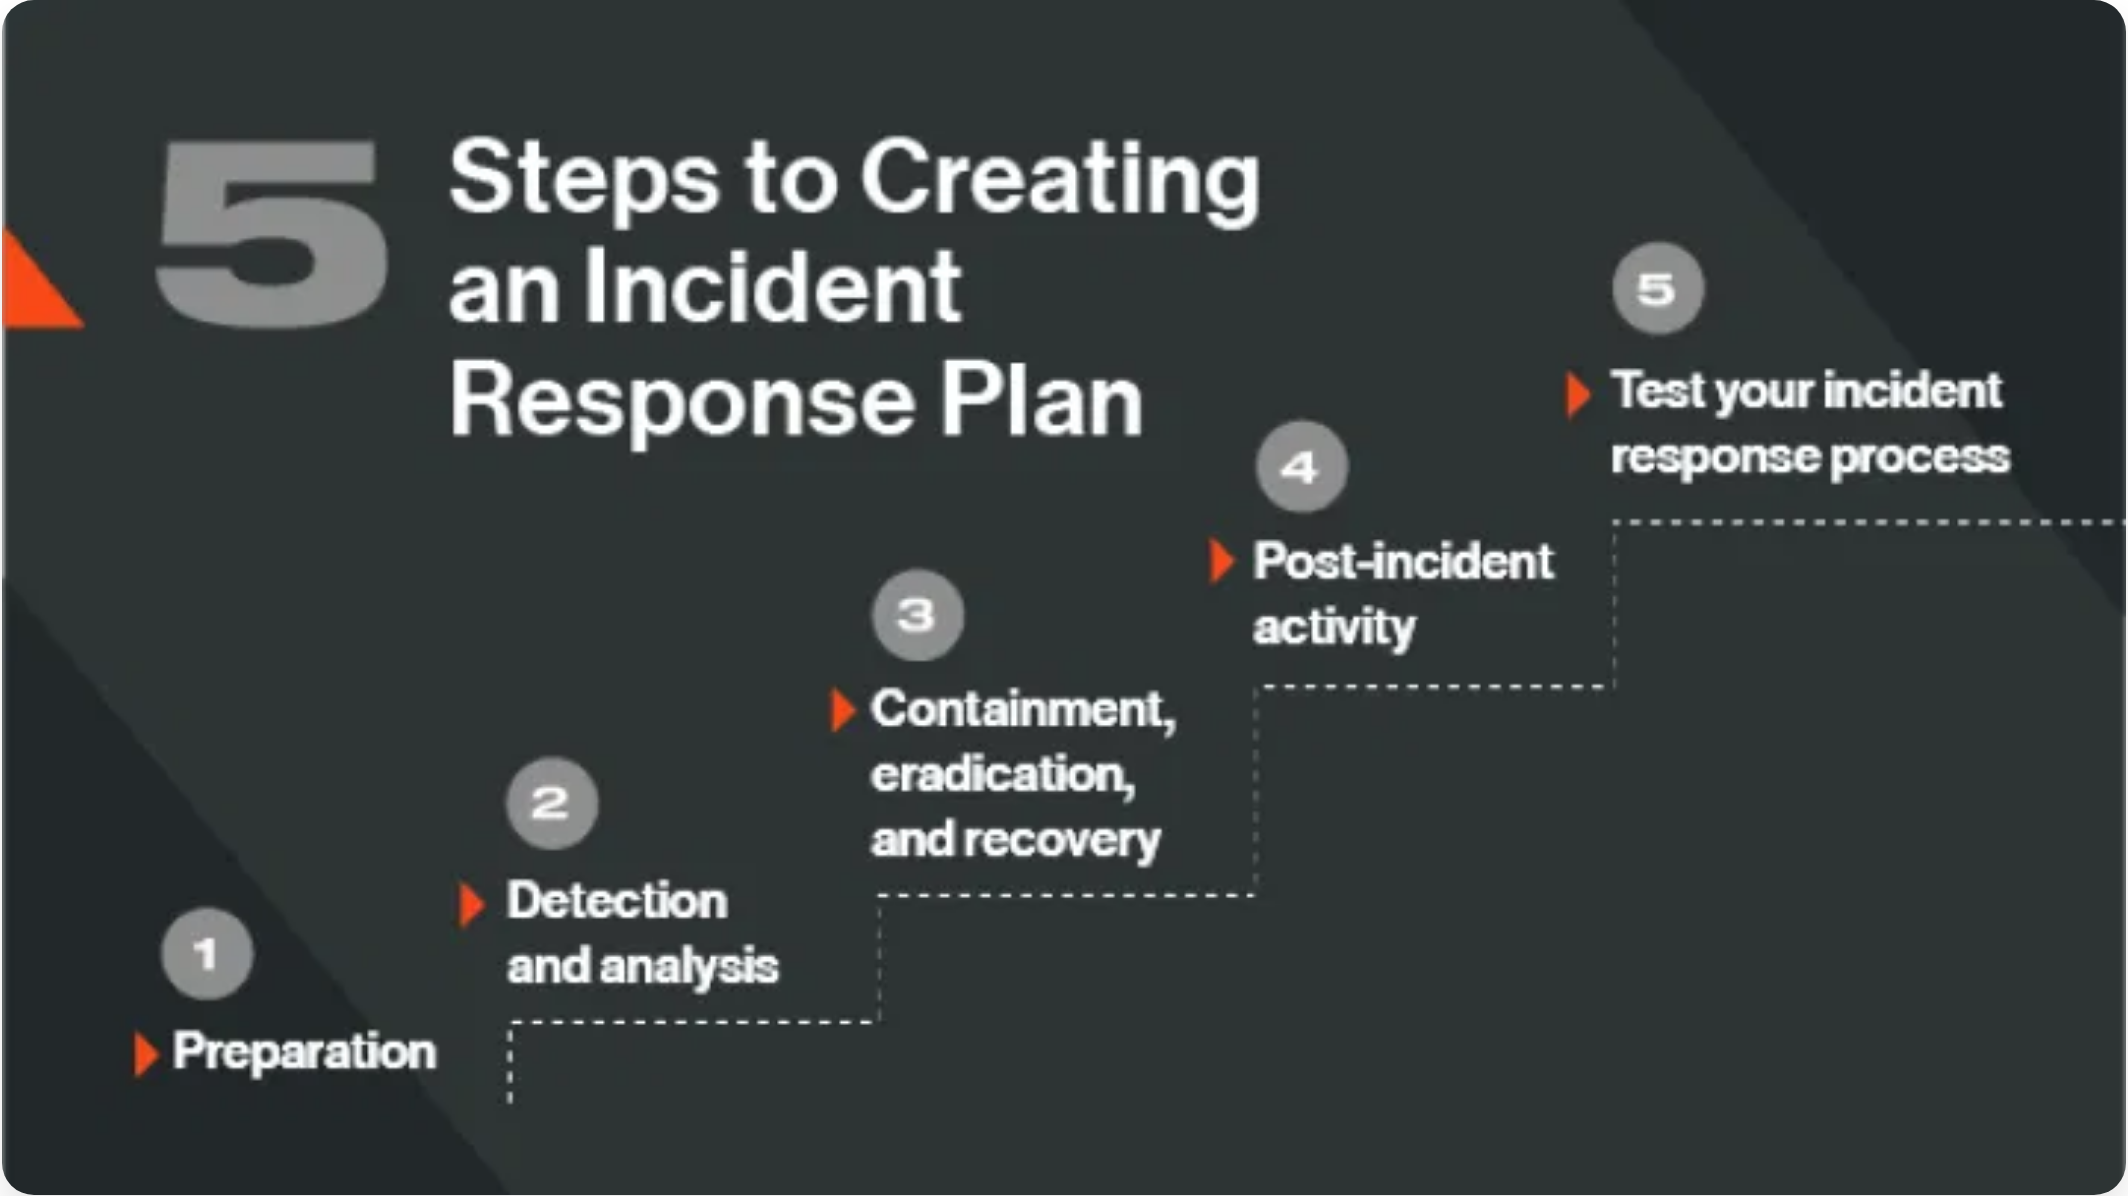 5
Steps to Creating
an Incident
Response Plan
1
Preparation
2
Detection
and analysis
3
Containment,
eradication,
and recovery
4
Post-incident
activity
5
Test your incident
response process